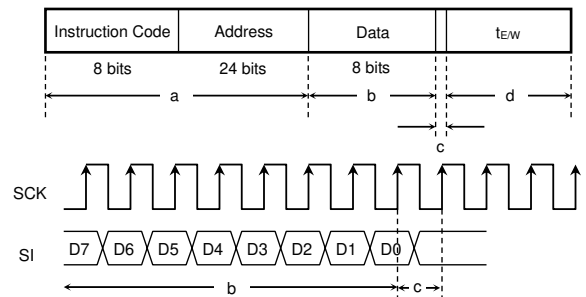 Instruction Code Address Data tE/W
8 bits 24 bits 8 bits
a b d
c
SCK
SI D7 D6 D5 D4 D3 D2 D1 D0
b c